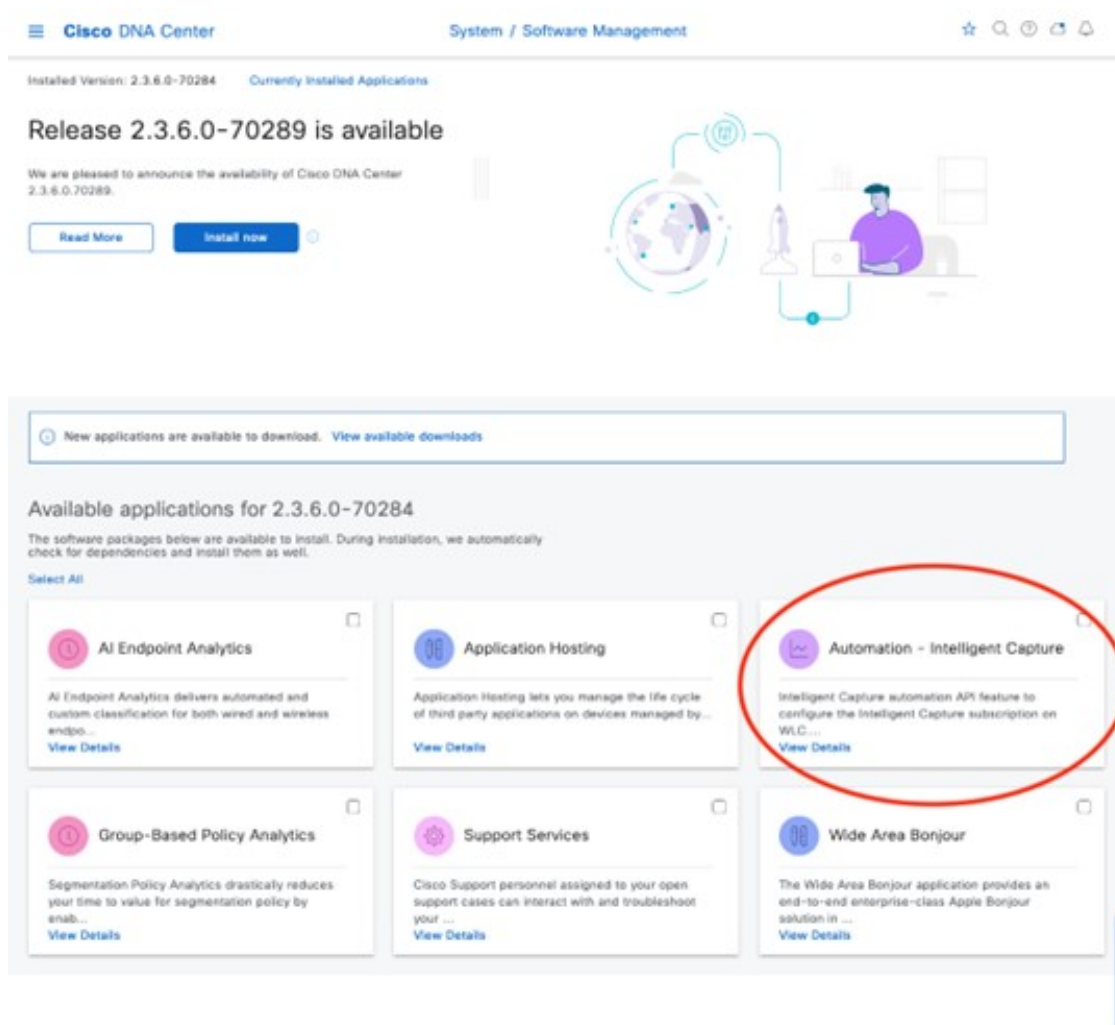 Cisco DNA Center
System / Software Management
Installed Version: 2.3.6.0-70284
Currently Installed Applications
Release 2.3.6.0-70289 is available
We are pleased to announce the availability of Cisco DNA Center
2.3.6.0.70289.
Read More
Install now
New applications are available to download. View available downloads
Available applications for 2.3.6.0-70284
The software packages below are available to install. During installation, we automatically
check for dependencies and install them as well.
Select All
AI Endpoint Analytics
AI Endpoint Analytics delivers automated and
custom classification for both wired and wireless
endpo...
View Details
Application Hosting
Application Hosting lets you manage the life cycle
of third party applications on devices managed by...
View Details
Automation - Intelligent Capture
Intelligent Capture automation API feature to
configure the Intelligent Capture subscription on
WLC....
View Details
Group-Based Policy Analytics
Segmentation Policy Analytics drastically reduces
your time to value for segmentation policy by
enab...
View Details
Support Services
Cisco Support personnel assigned to your open
support cases can interact with and troubleshoot
your ...
View Details
Wide Area Bonjour
The Wide Area Bonjour application provides an
end-to-end enterprise-class Apple Bonjour
solution in ...
View Details